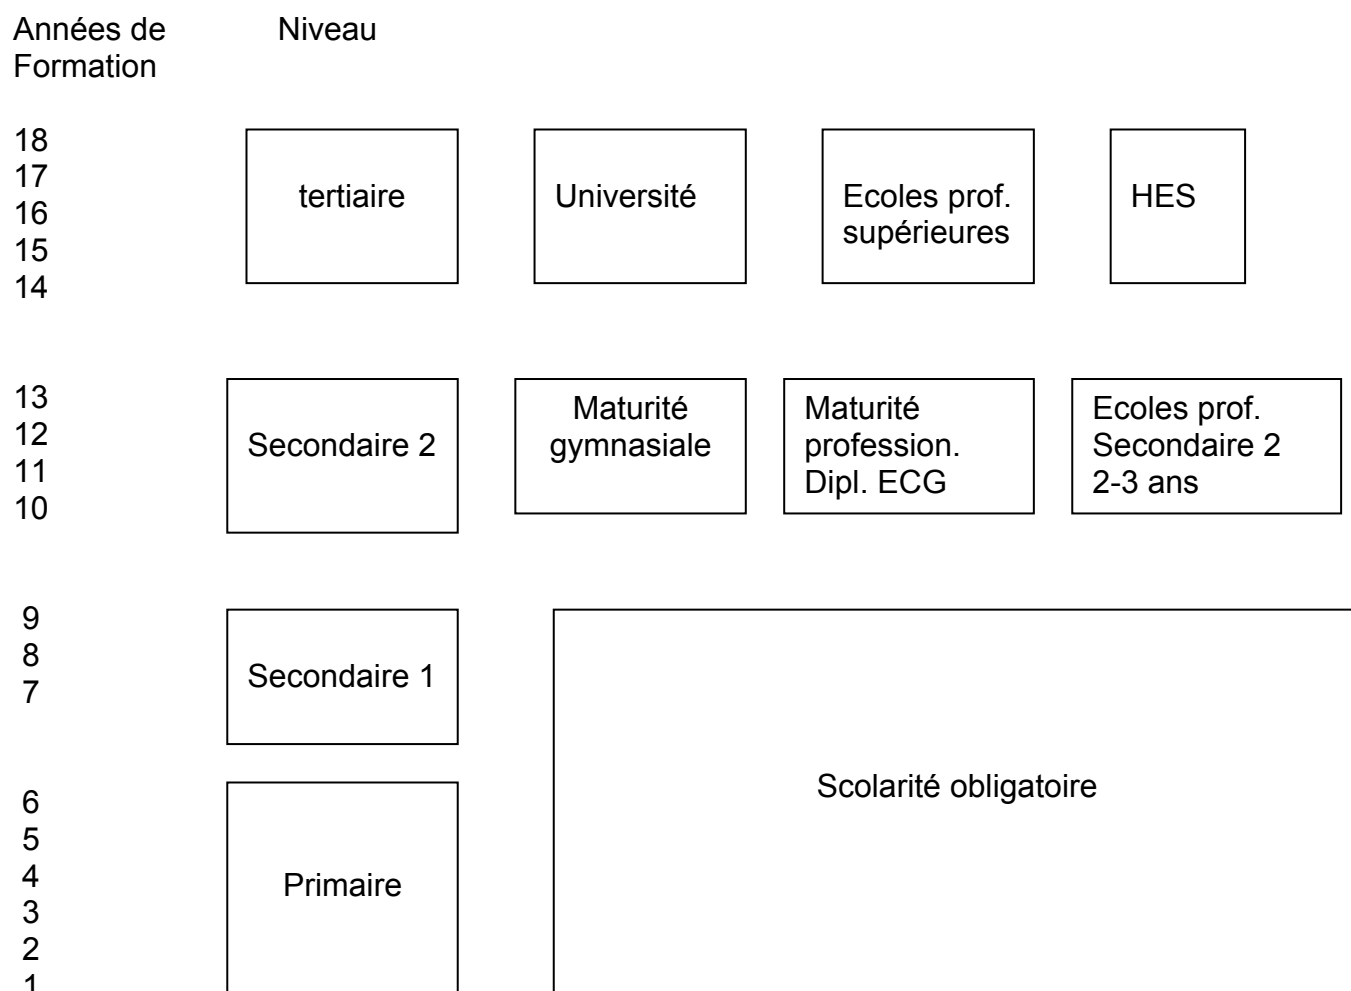 Années de
Formation
Niveau
18
17
16
15
14
tertiaire
Université
Ecoles prof.
supérieures
HES
13
12
11
10
Secondaire 2
Maturité
gymnasiale
Maturité
profession.
Dipl. ECG
Ecoles prof.
Secondaire 2
2-3 ans
9
8
7
Secondaire 1
Scolarité obligatoire
6
5
4
3
2
1
Primaire